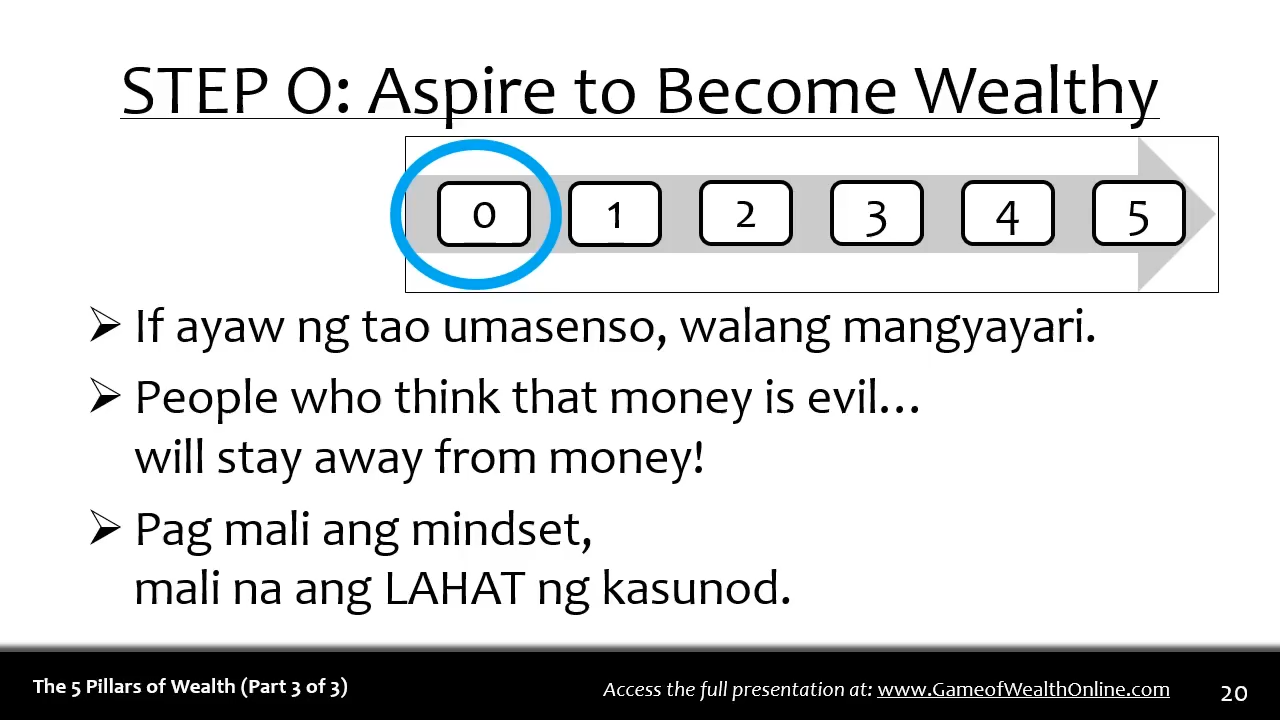 STEP 0: Aspire to Become Wealthy
0 1 2 3 4 5
➢ If ayaw ng tao umasenso, walang mangyayari.
➢ People who think that money is evil...
will stay away from money!
➢ Pag mali ang mindset,
mali na ang LAHAT ng kasunod.
The 5 Pillars of Wealth (Part 3 of 3)
Access the full presentation at: www.GameofWealthOnline.com
20